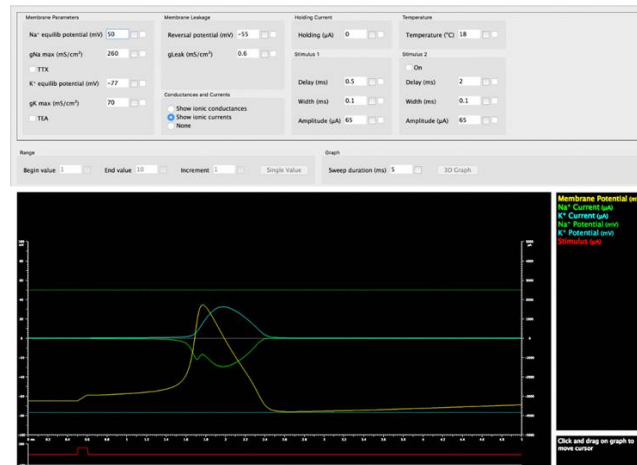 Membrane Parameters
Na⁺ equilib potential (mV) 50
gNa max (mS/cm²) 260
TTX
K⁺ equilib potential (mV) -77
gK max (mS/cm²) 70
TEA
Membrane Leakage
Reversal potential (mV) -55
gLeak (mS/cm²) 0.6
Conductances and Currents
Show ionic conductances
Show ionic currents
None
Holding Current
Holding (µA) 0
Stimulus 1
Delay (ms) 0.5
Width (ms) 0.1
Amplitude (µA) 65
Temperature
Temperature (°C) 18
Stimulus 2
On
Delay (ms) 2
Width (ms) 0.1
Amplitude (µA) 65
Range
Begin value 1 End value 10 Increment 1 Single Value
Graph
Sweep duration (ms) 5 3D Graph
Membrane Potential (m
Na⁺ Current (µA)
K⁺ Current (µA)
Na⁺ Potential (mV)
K⁺ Potential (mV)
Stimulus (µA)
Click and drag on graph to
move cursor